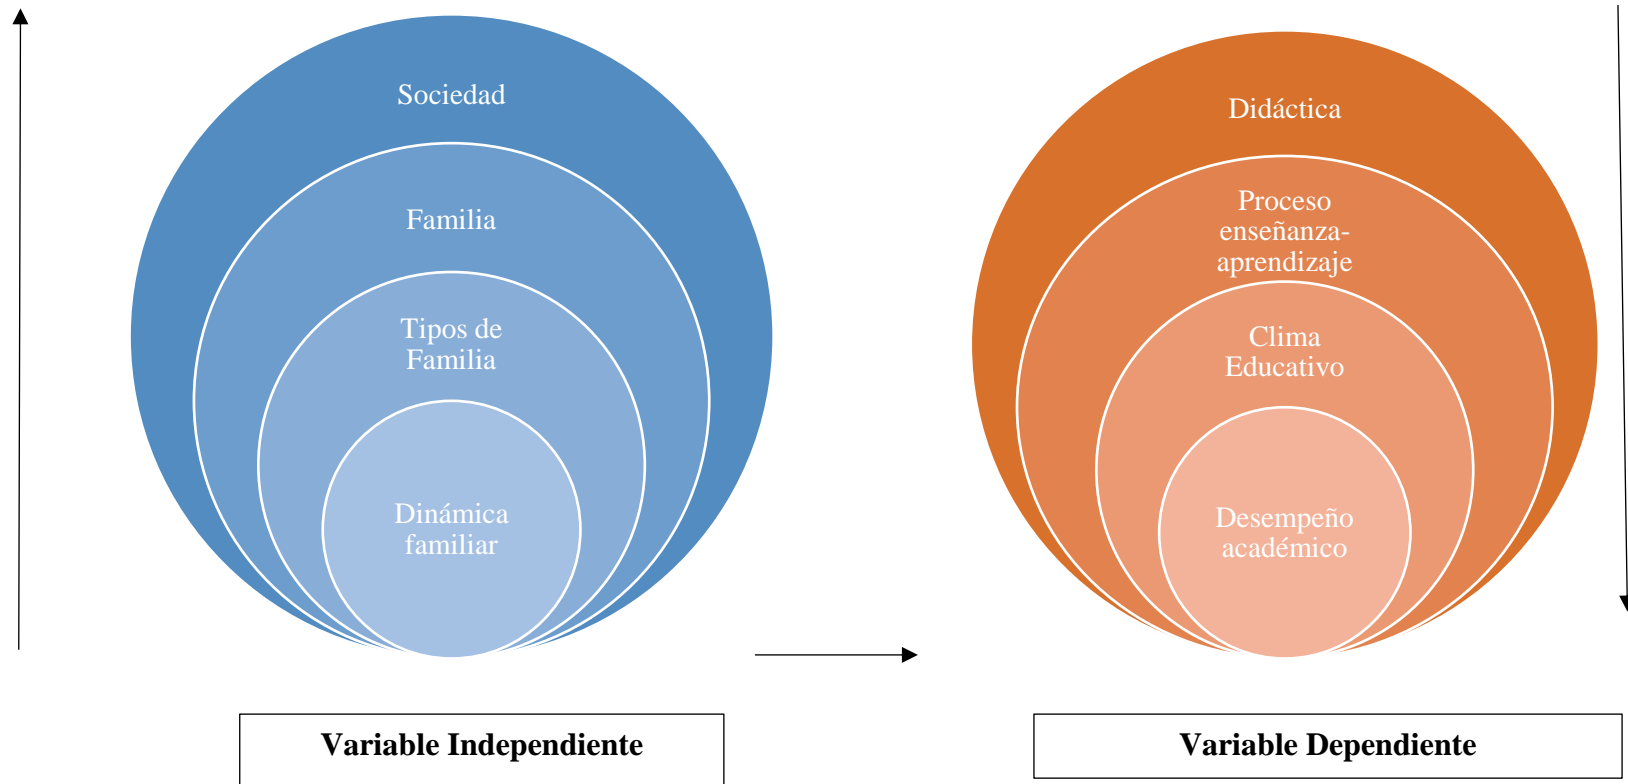 Sociedad
Familia
Tipos de
Familia
Dinámica
familiar
Variable Independiente
Didáctica
Proceso
enseñanza-
aprendizaje
Clima
Educativo
Desempeño
académico
Variable Dependiente